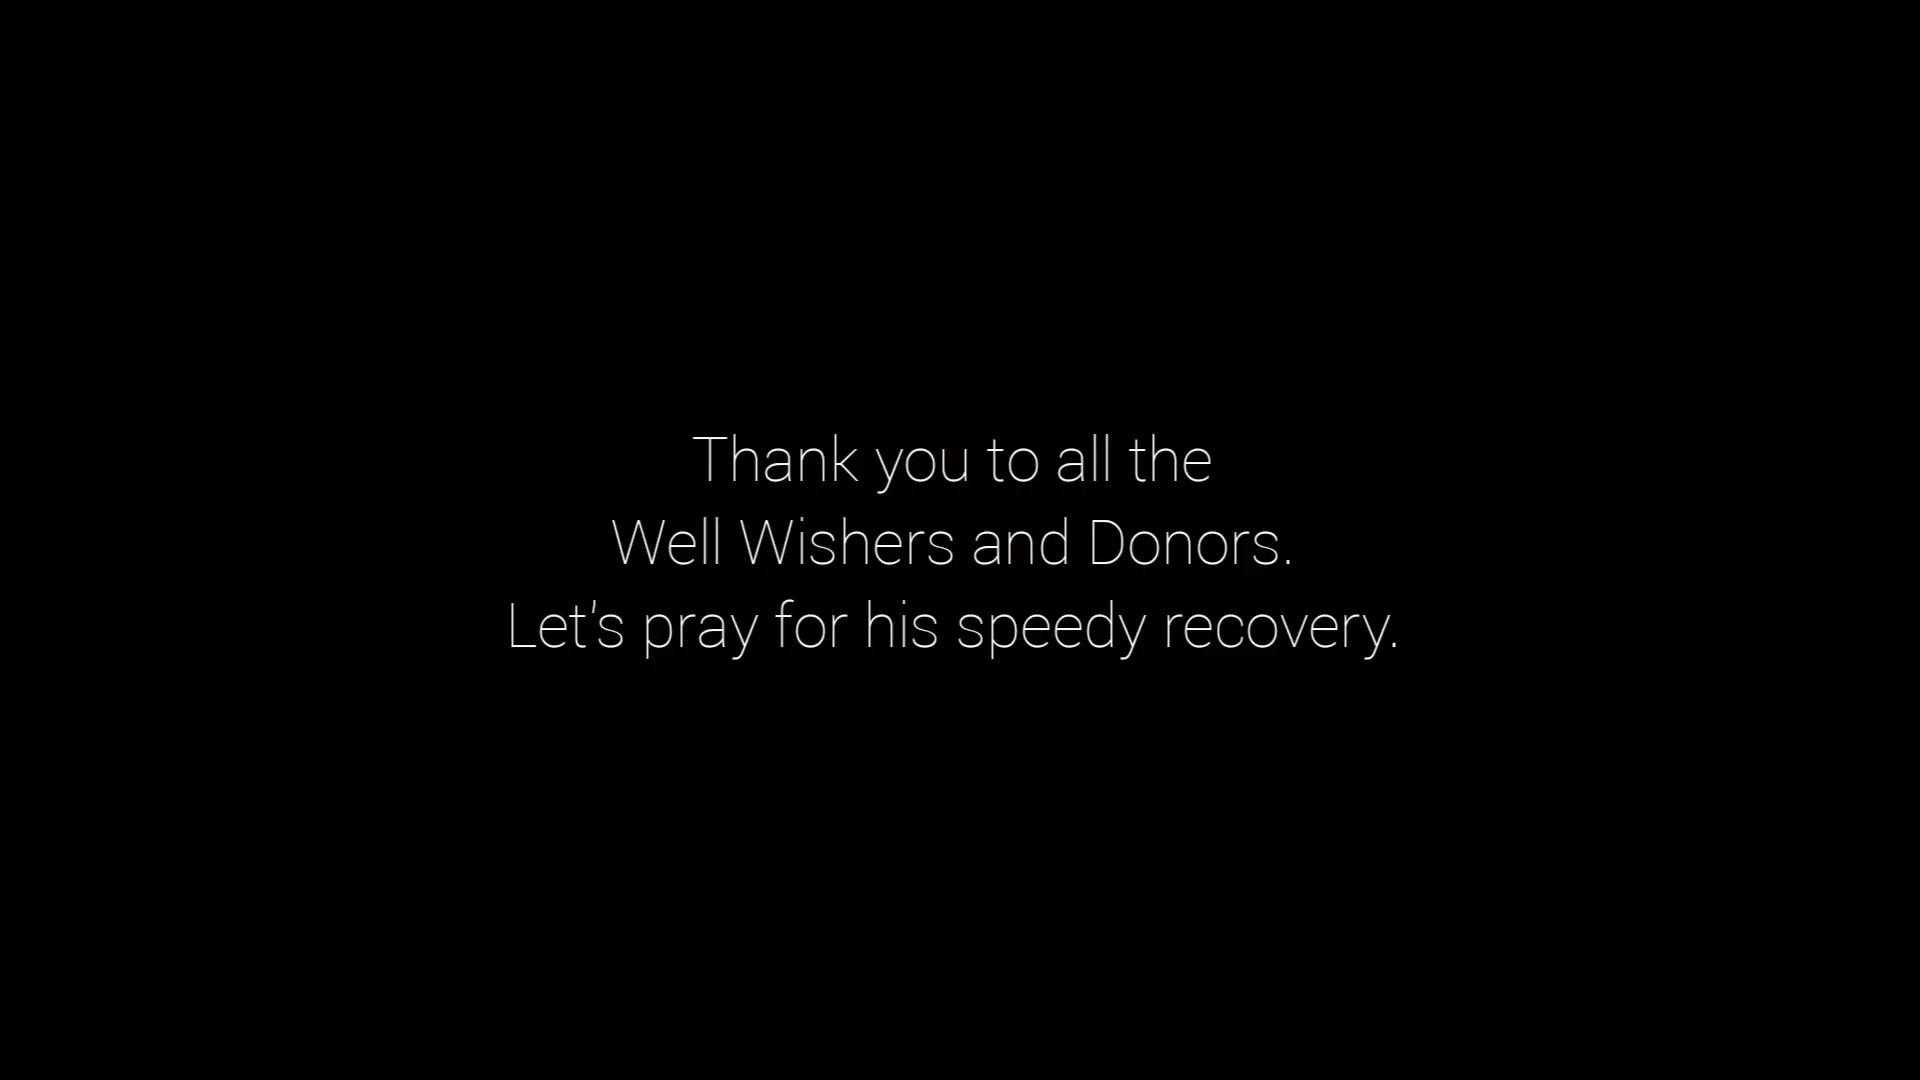 Thank you to all the
Well Wishers and Donors.
Let's pray for his speedy recovery.